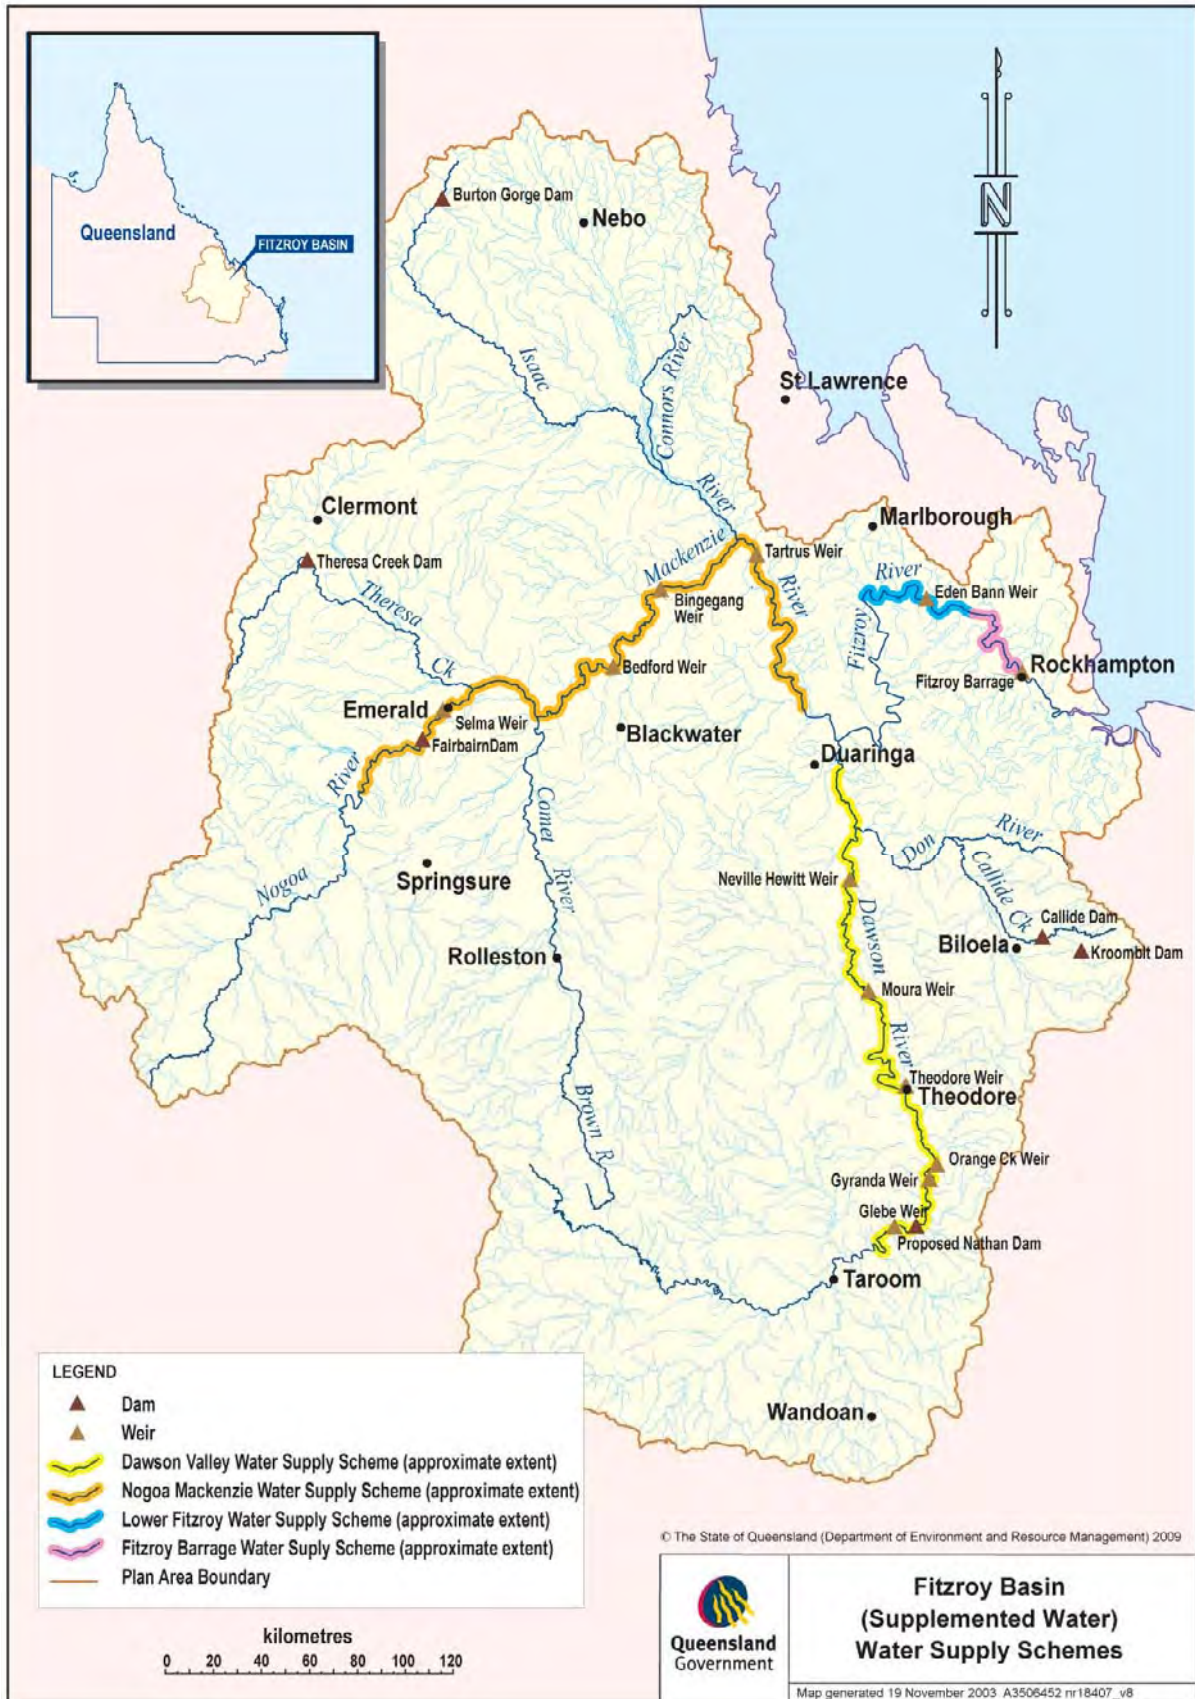 Queensland
FITZROY BASIN
N
Burton Gorge Dam
Nebo
Isaac
Connors River
St Lawrence
River
Clermont
Marlborough
Theresa Creek Dam
Mackenzie
Tartrus Weir
Theresa
River
River
Eden Bann Weir
Bingegang
Weir
Fitzroy
Ck
Bedford Weir
Rockhampton
Fitzroy Barrage
Emerald
Selma Weir
Blackwater
FairbairnDam
Duaringa
River
Comet
River
Don
River
Nogoa
Springsure
Neville Hewitt Weir
Callide Ck
Callide Dam
Dawson
Biloela
Kroombit Dam
Rolleston
Moura Weir
River
Theodore Weir
Theodore
Brown R
Orange Ck Weir
Gyranda Weir
Glebe Weir
Proposed Nathan Dam
Taroom
Wandoan
LEGEND
Dam
Weir
Dawson Valley Water Supply Scheme (approximate extent)
Nogoa Mackenzie Water Supply Scheme (approximate extent)
Lower Fitzroy Water Supply Scheme (approximate extent)
Fitzroy Barrage Water Suply Scheme (approximate extent)
Plan Area Boundary
kilometres
0 20 40 60 80 100 120
© The State of Queensland (Department of Environment and Resource Management) 2009
Queensland
Government
Fitzroy Basin
(Supplemented Water)
Water Supply Schemes
Map generated 19 November 2003 A3506452 nr18407_v8